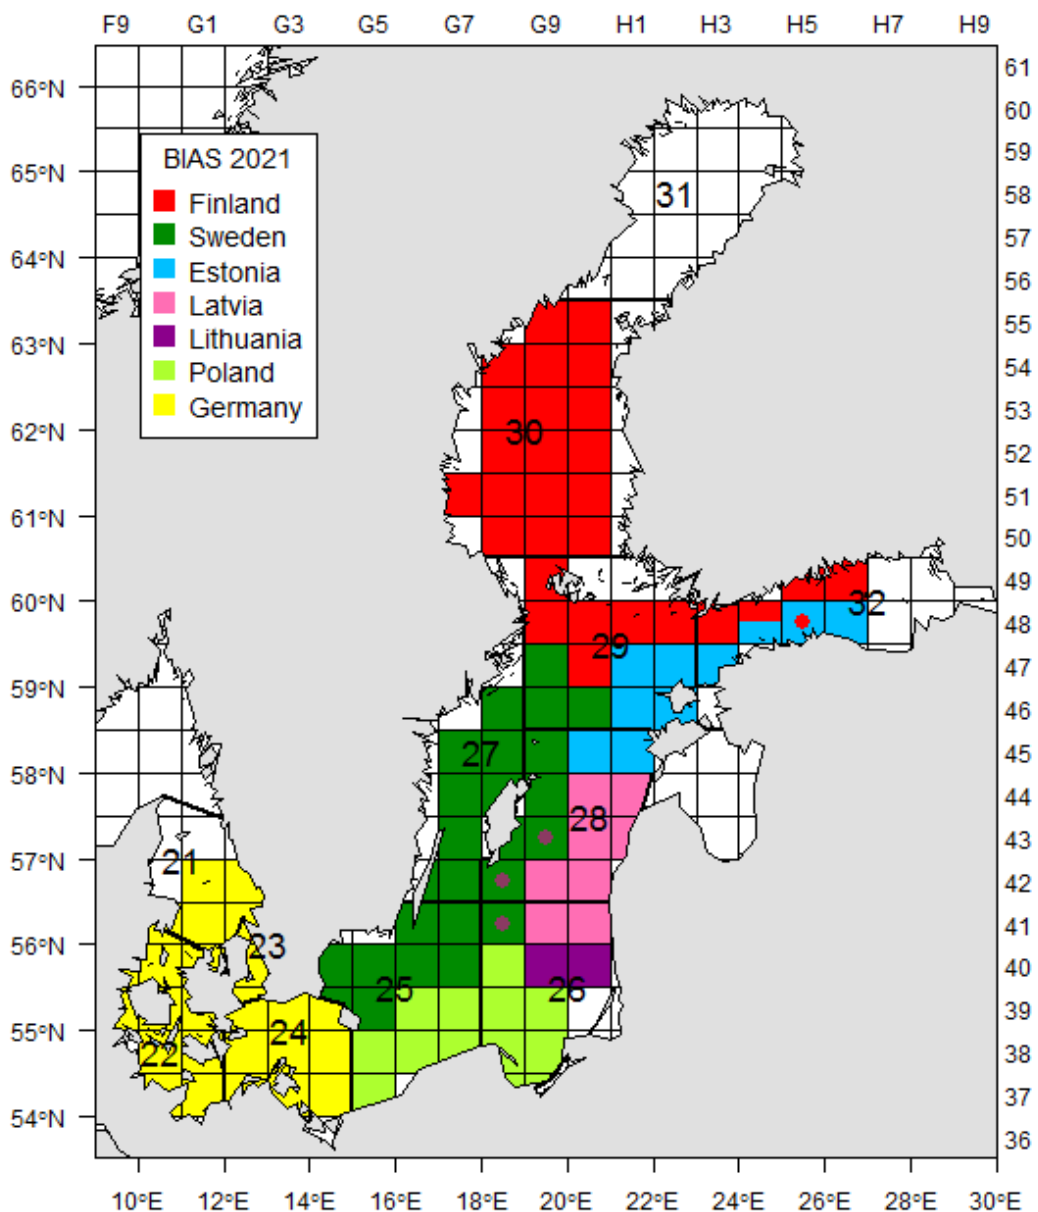 F9 G1 G3 G5 G7 G9 H1 H3 H5 H7 H9
66°N
65°N
64°N
63°N
62°N
61°N
60°N
59°N
58°N
57°N
56°N
55°N
54°N
BIAS 2021
Finland
Sweden
Estonia
Latvia
Lithuania
Poland
Germany
31
30
32
29
27
28
21
23
26
25
24
22
61
60
59
58
57
56
55
54
53
52
51
50
49
48
47
46
45
44
43
42
41
40
39
38
37
36
10°E 12°E 14°E 16°E 18°E 20°E 22°E 24°E 26°E 28°E 30°E